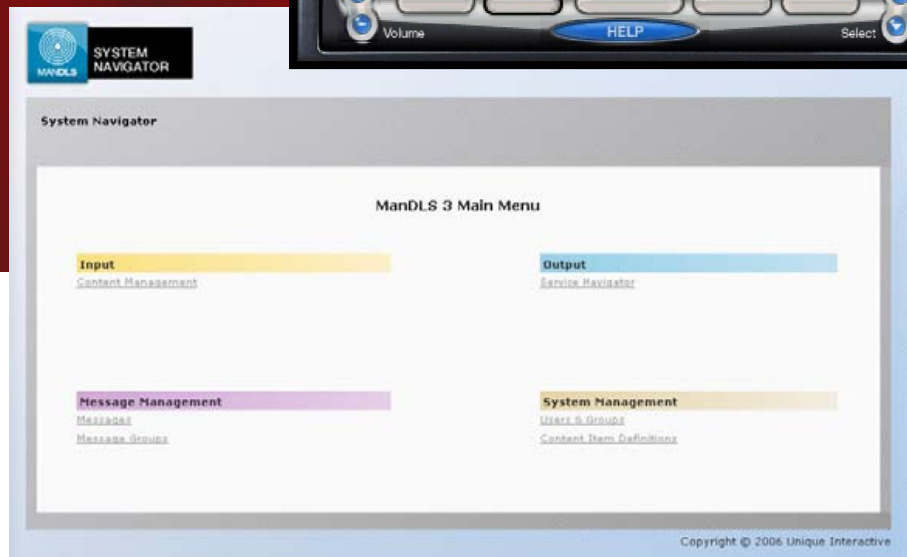 Volume
HELP
Select
MANDLS
SYSTEM
NAVIGATOR
System Navigator
ManDLS 3 Main Menu
Input
Content Management
Output
Service Navigator
Message Management
Messages
Message Groups
System Management
Users & Groups
Content Item Definitions
Copyright © 2006 Unique Interactive